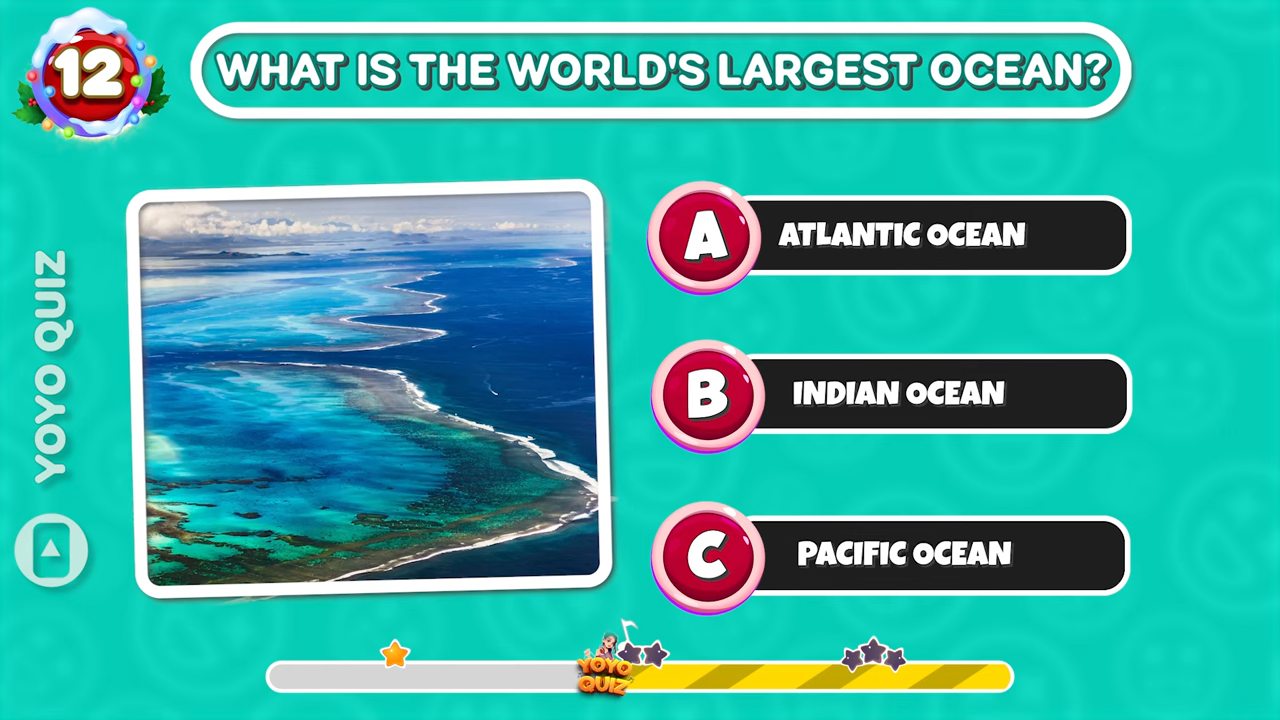 12
WHAT IS THE WORLD'S LARGEST OCEAN?
YOYO QUIZ
A
ATLANTIC OCEAN
B
INDIAN OCEAN
C
PACIFIC OCEAN
YOYO
QUIZ